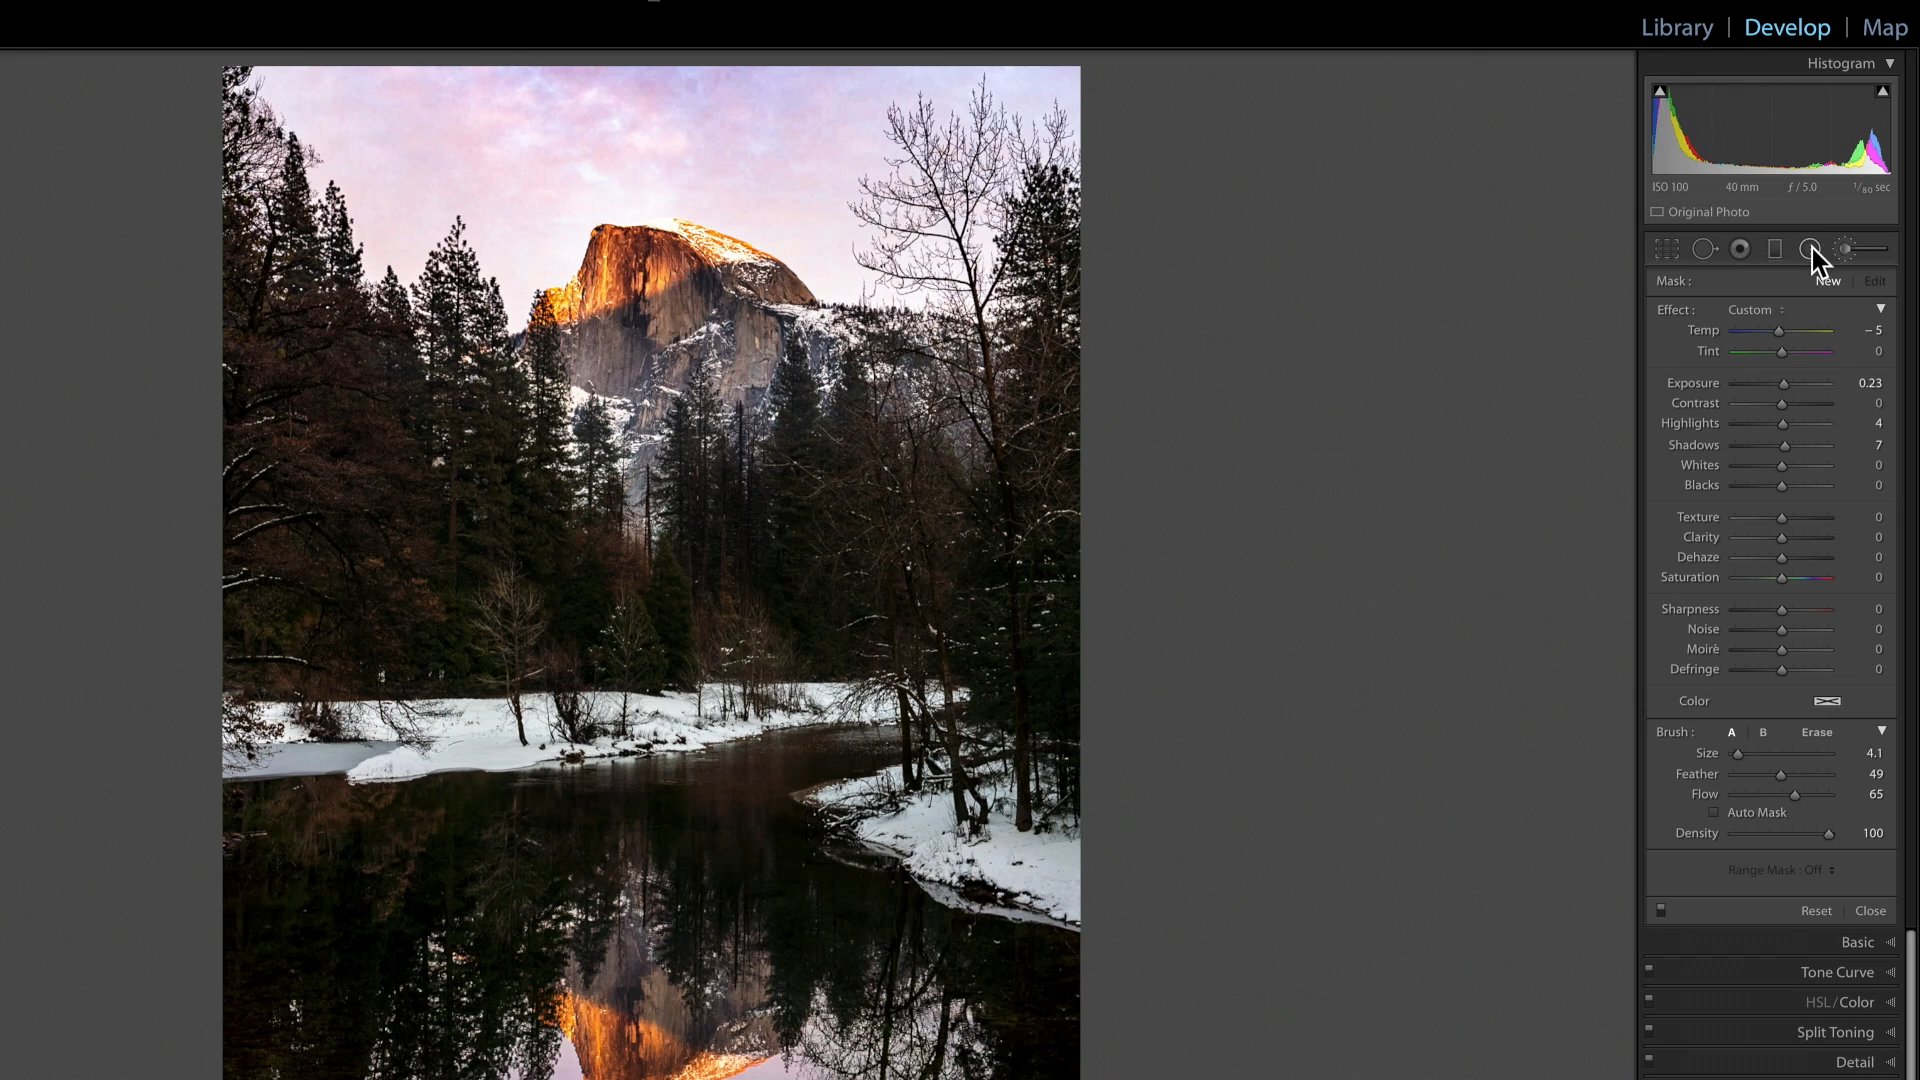 Library | Develop | Map
Histogram
ISO 100 40 mm ƒ / 5.0 1/80 sec
Original Photo
Mask : New | Edit
Effect : Custom
Temp – 5
Tint 0
Exposure 0.23
Contrast 0
Highlights 4
Shadows 7
Whites 0
Blacks 0
Texture 0
Clarity 0
Dehaze 0
Saturation 0
Sharpness 0
Noise 0
Moiré 0
Defringe 0
Color
Brush : A | B Erase
Size 4.1
Feather 49
Flow 65
Auto Mask
Density 100
Range Mask : Off
Reset | Close
Basic
Tone Curve
HSL / Color
Split Toning
Detail